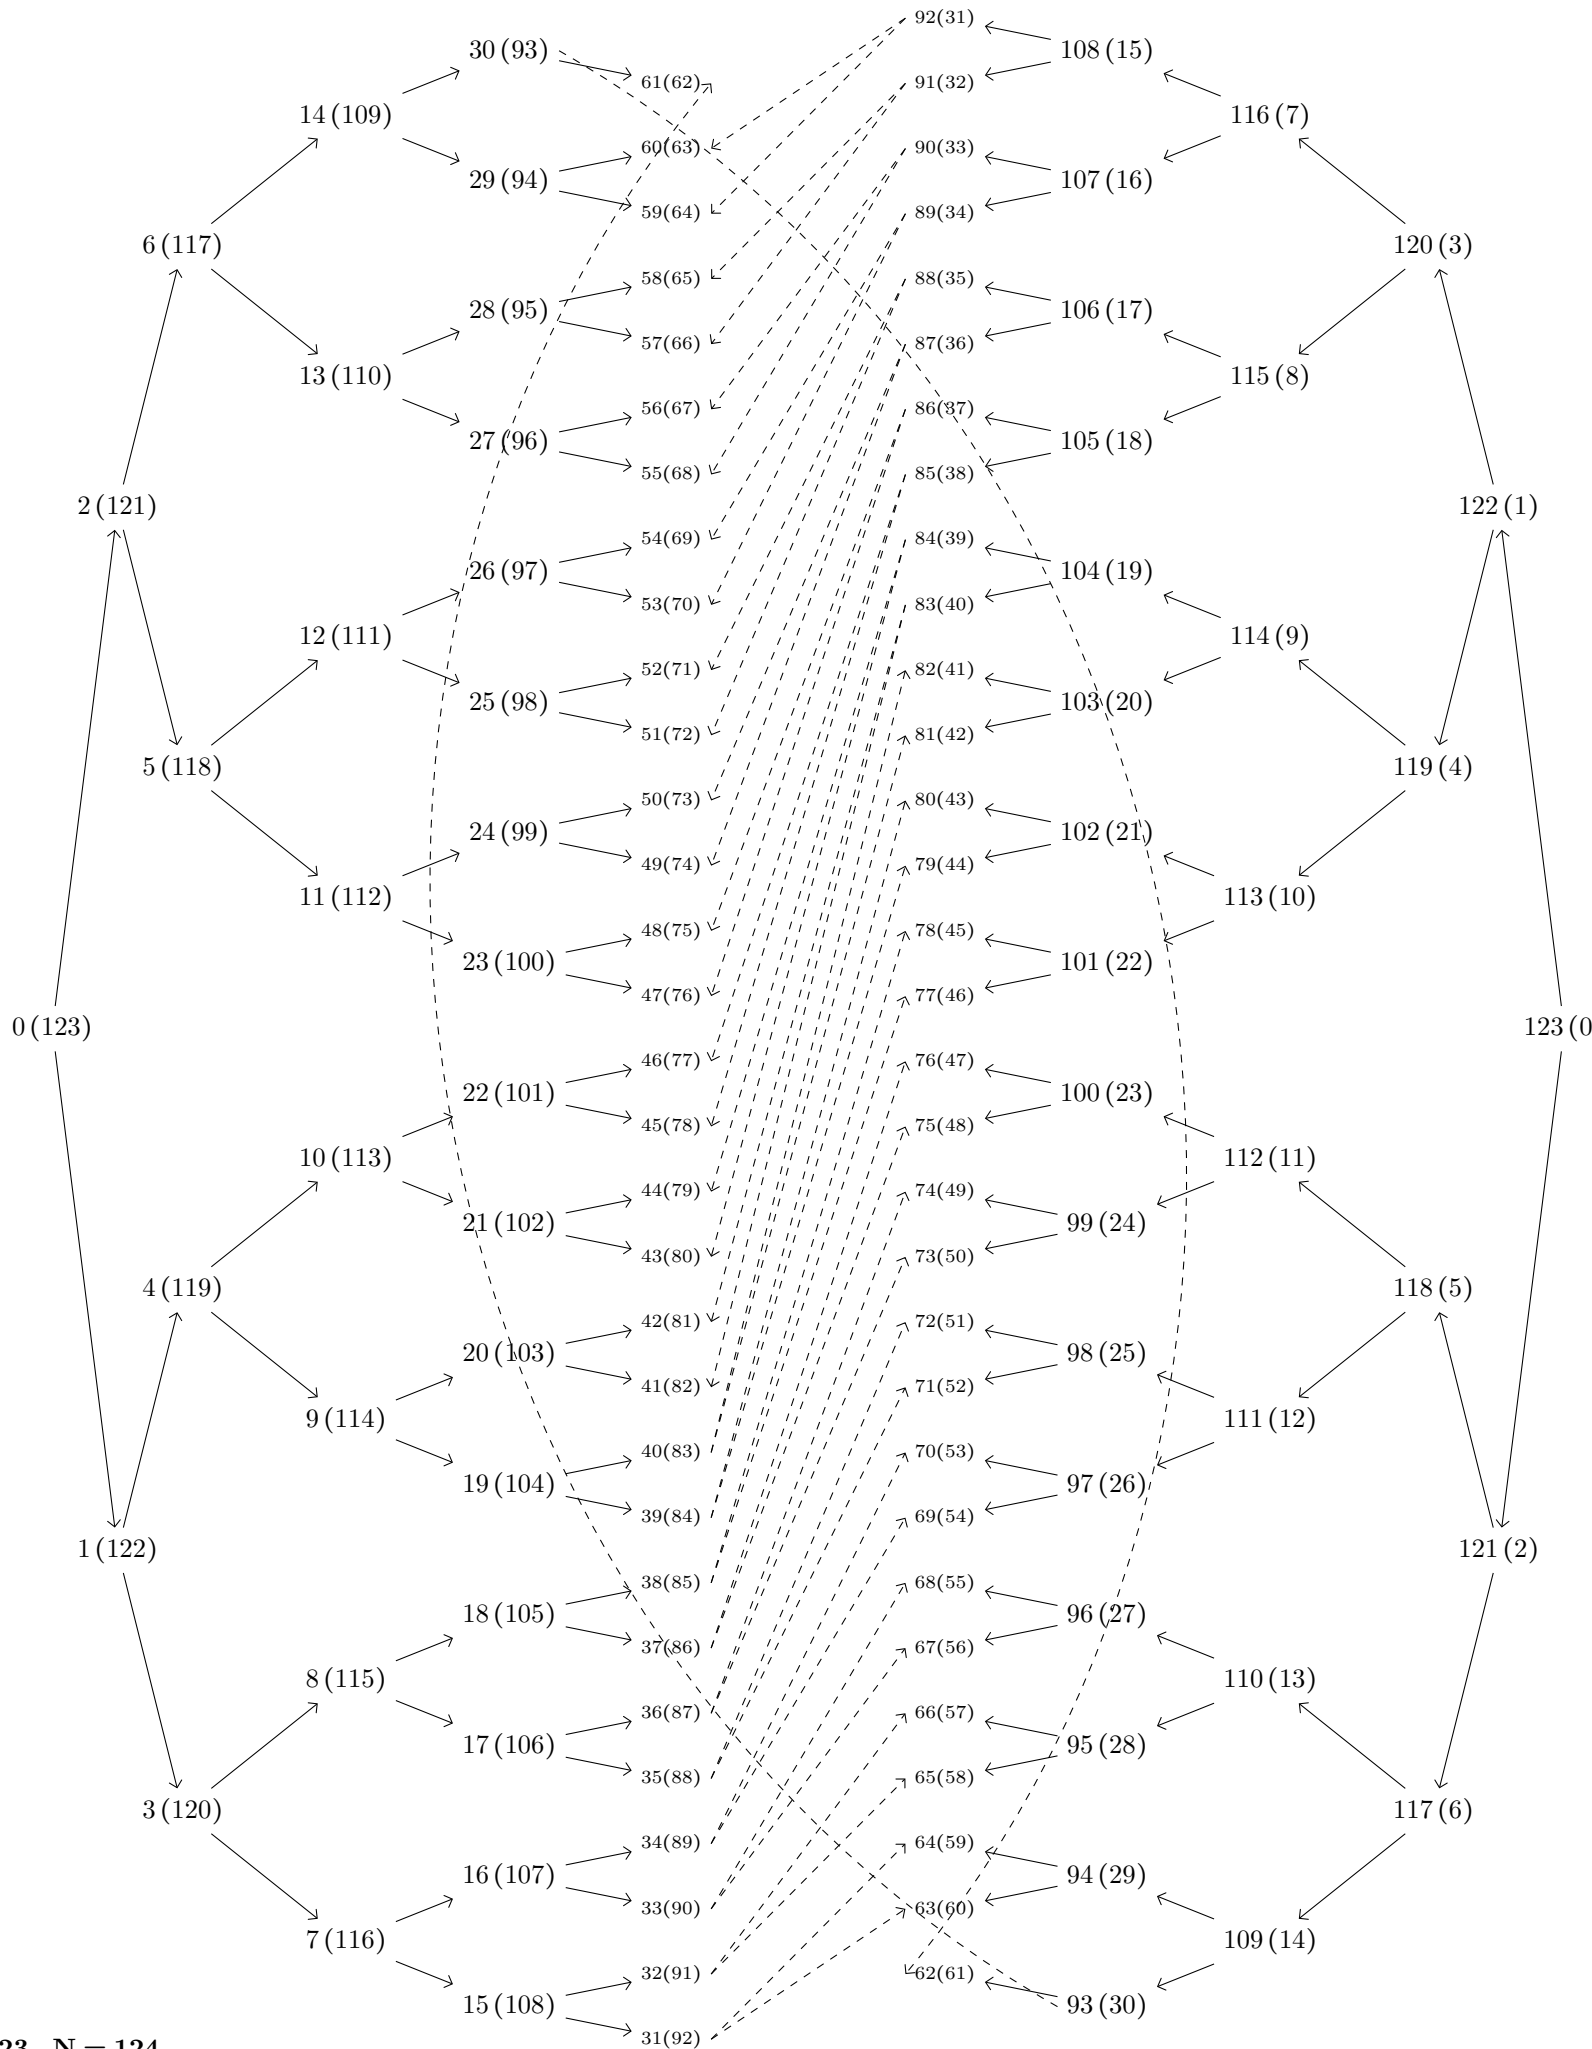 92(31)
30 (93) 108 (15)
61(62) 91(32)
14 (109) 116 (7)
60(63) 90(33)
29 (94) 107 (16)
59(64) 89(34)
6 (117) 120 (3)
58(65) 88(35)
28 (95) 106 (17)
57(66) 87(36)
13 (110) 115 (8)
56(67) 86(37)
27 (96) 105 (18)
55(68) 85(38)
2 (121) 122 (1)
54(69) 84(39)
26 (97) 104 (19)
53(70) 83(40)
12 (111) 114 (9)
52(71) 82(41)
25 (98) 103 (20)
51(72) 81(42)
5 (118) 119 (4)
50(73) 80(43)
24 (99) 102 (21)
49(74) 79(44)
11 (112) 113 (10)
48(75) 78(45)
23 (100) 101 (22)
47(76) 77(46)
0 (123) 123 (0
46(77) 76(47)
22 (101) 100 (23)
45(78) 75(48)
10 (113) 112 (11)
44(79) 74(49)
21 (102) 99 (24)
43(80) 73(50)
4 (119) 118 (5)
42(81) 72(51)
20 (103) 98 (25)
41(82) 71(52)
9 (114) 111 (12)
40(83) 70(53)
19 (104) 97 (26)
39(84) 69(54)
1 (122) 121 (2)
38(85) 68(55)
18 (105) 96 (27)
37(86) 67(56)
8 (115) 110 (13)
36(87) 66(57)
17 (106) 95 (28)
35(88) 65(58)
3 (120) 117 (6)
34(89) 64(59)
16 (107) 94 (29)
33(90) 63(60)
7 (116) 109 (14)
32(91) 62(61)
15 (108) 93 (30)
31(92)
23 N = 124